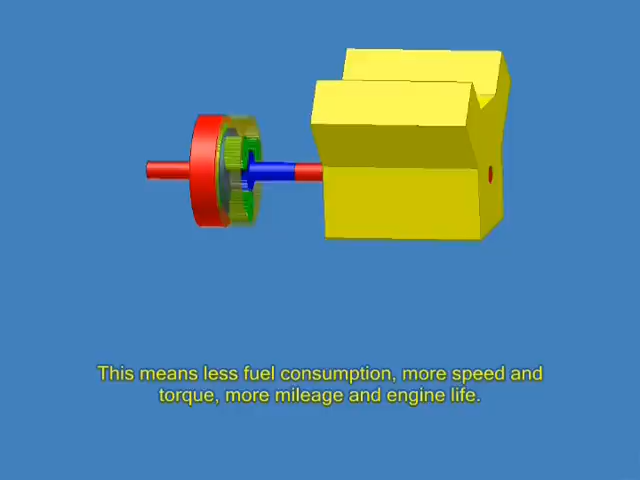 This means less fuel consumption, more speed and
torque, more mileage and engine life.